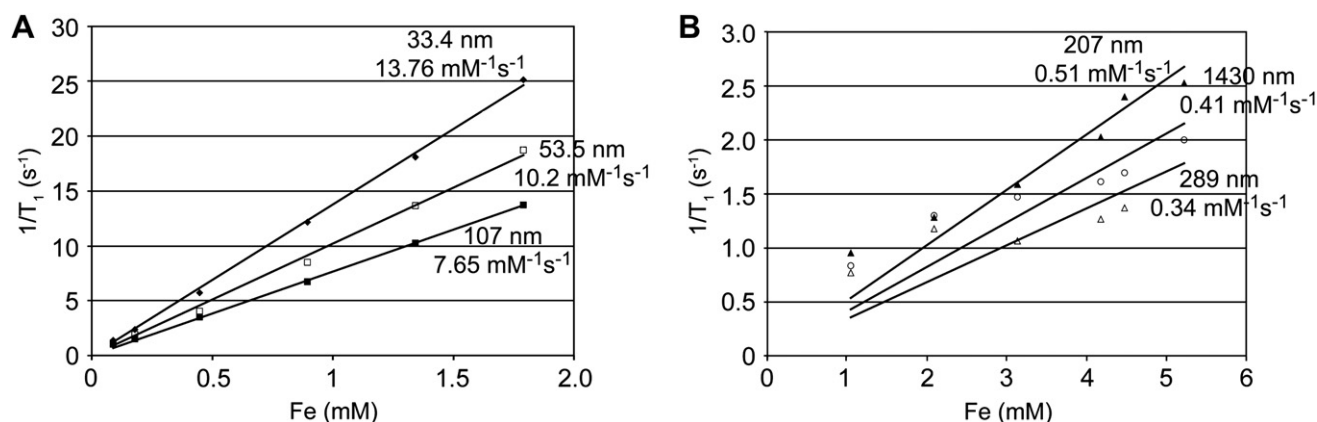 A
30
25
20
15
10
5
0
0
0.5
1.0
1.5
2.0
1/T₁ (s⁻¹)
Fe (mM)
33.4 nm
13.76 mM⁻¹s⁻¹
53.5 nm
10.2 mM⁻¹s⁻¹
107 nm
7.65 mM⁻¹s⁻¹
B
3.0
2.5
2.0
1.5
1.0
0.5
0
0
1
2
3
4
5
6
1/T₁ (s⁻¹)
Fe (mM)
207 nm
0.51 mM⁻¹s⁻¹
1430 nm
0.41 mM⁻¹s⁻¹
289 nm
0.34 mM⁻¹s⁻¹